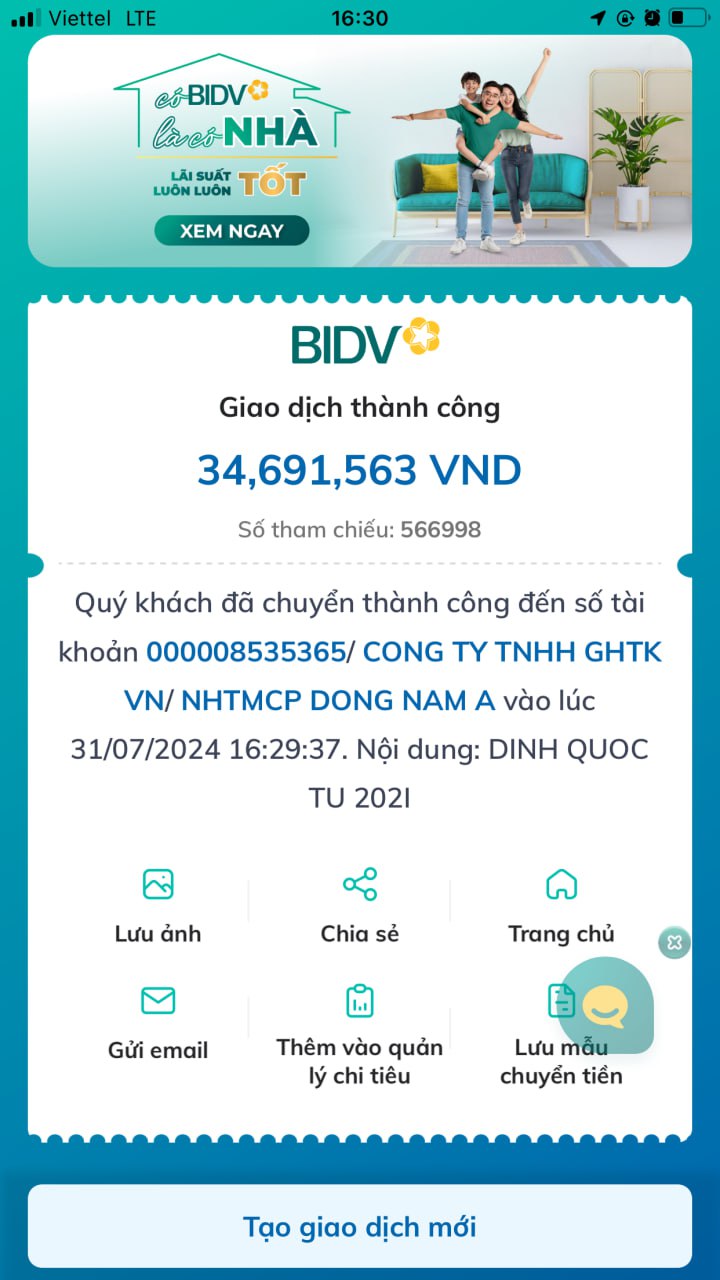 Viettel LTE 16:30
có BIDV
là có NHÀ
LÃI SUẤT
LUÔN LUÔN TỐT
XEM NGAY
BIDV
Giao dịch thành công
34,691,563 VND
Số tham chiếu: 566998
Quý khách đã chuyển thành công đến số tài
khoản 000008535365/ CONG TY TNHH GHTK
VN/ NHTMCP DONG NAM A vào lúc
31/07/2024 16:29:37. Nội dung: DINH QUOC
TU 202I
Lưu ảnh Chia sẻ Trang chủ
Gửi email Thêm vào quản Lưu mẫu
lý chi tiêu chuyển tiền
Tạo giao dịch mới